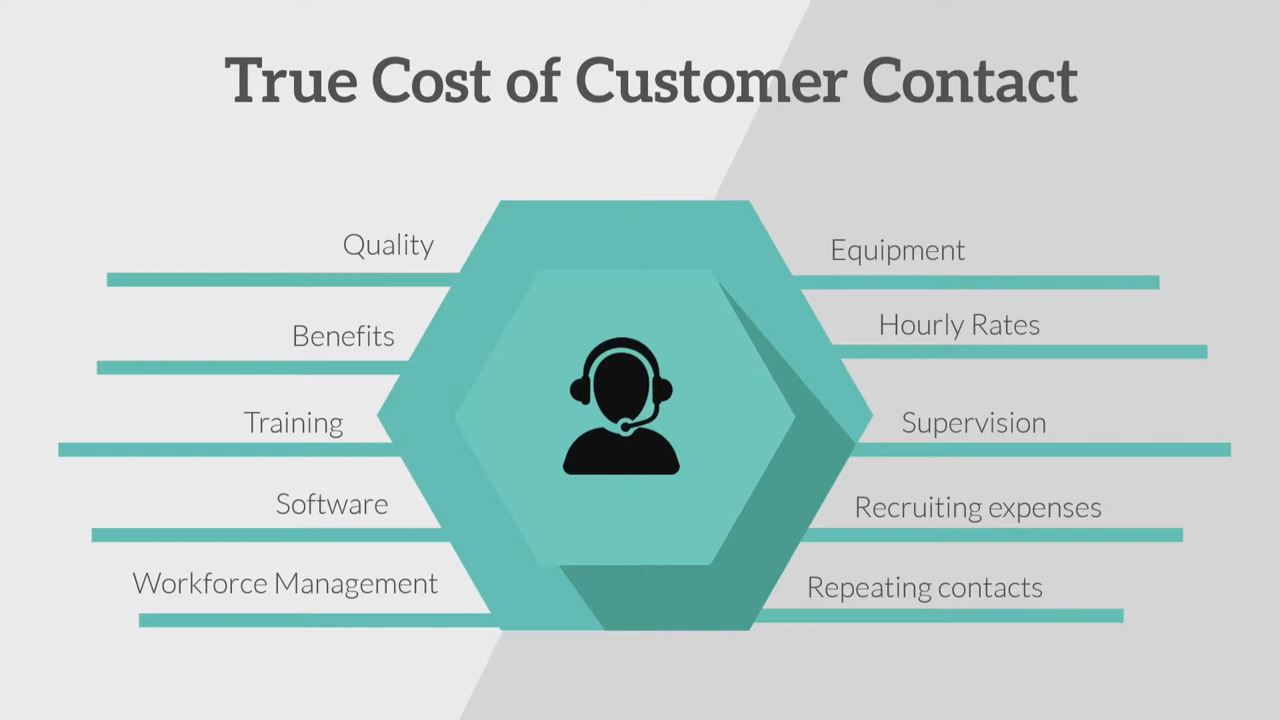 True Cost of Customer Contact
Quality
Benefits
Training
Software
Workforce Management
Equipment
Hourly Rates
Supervision
Recruiting expenses
Repeating contacts